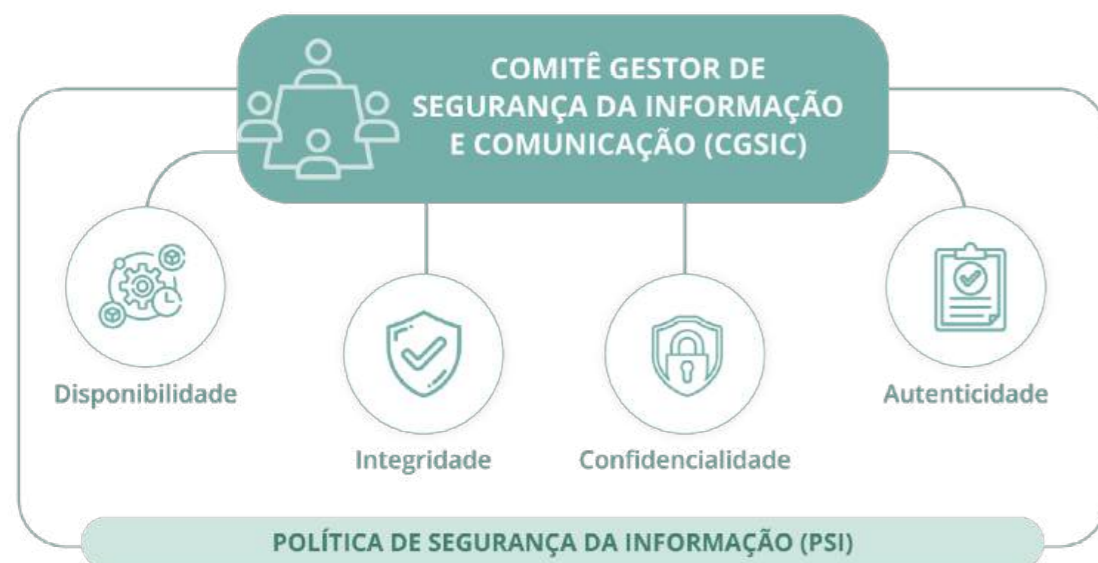 COMITÊ GESTOR DE
SEGURANÇA DA INFORMAÇÃO
E COMUNICAÇÃO (CGSIC)
Disponibilidade
Autenticidade
Integridade
Confidencialidade
POLÍTICA DE SEGURANÇA DA INFORMAÇÃO (PSI)